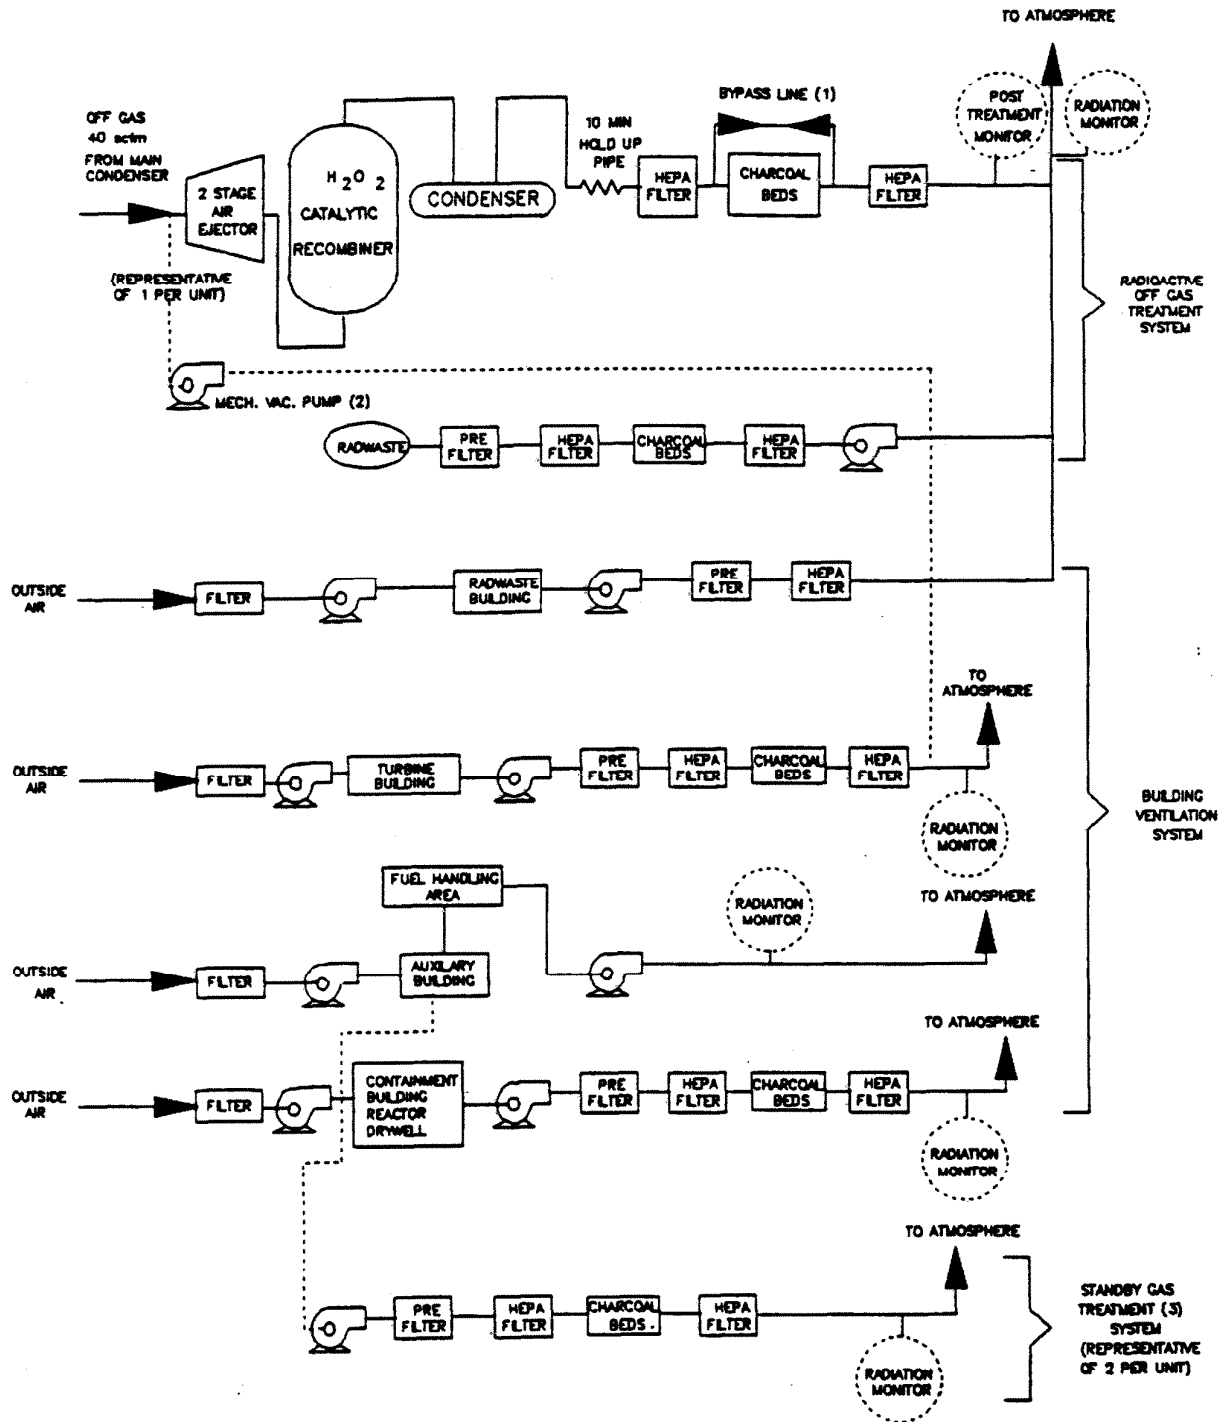 TO ATMOSPHERE
OFF GAS
40 scfm
FROM MAIN
CONDENSER
2 STAGE
AIR
EJECTOR
(REPRESENTATIVE
OF 1 PER UNIT)
H2O2
CATALYTIC
RECOMBINER
CONDENSER
10 MIN
HOLD UP
PIPE
HEPA
FILTER
BYPASS LINE (1)
CHARCOAL
BEDS
HEPA
FILTER
POST
TREATMENT
MONITOR
RADIATION
MONITOR
RADIOACTIVE
OFF GAS
TREATMENT
SYSTEM
MECH. VAC. PUMP (2)
RADWASTE
PRE
FILTER
HEPA
FILTER
CHARCOAL
BEDS
HEPA
FILTER
OUTSIDE
AIR
FILTER
RADWASTE
BUILDING
PRE
FILTER
HEPA
FILTER
TO
ATMOSPHERE
OUTSIDE
AIR
FILTER
TURBINE
BUILDING
PRE
FILTER
HEPA
FILTER
CHARCOAL
BEDS
HEPA
FILTER
RADIATION
MONITOR
BUILDING
VENTILATION
SYSTEM
FUEL HANDLING
AREA
RADIATION
MONITOR
TO ATMOSPHERE
OUTSIDE
AIR
FILTER
AUXILARY
BUILDING
TO ATMOSPHERE
OUTSIDE
AIR
FILTER
CONTAINMENT
BUILDING
REACTOR
DRYWELL
PRE
FILTER
HEPA
FILTER
CHARCOAL
BEDS
HEPA
FILTER
RADIATION
MONITOR
TO ATMOSPHERE
PRE
FILTER
HEPA
FILTER
CHARCOAL
BEDS.
HEPA
FILTER
RADIATION
MONITOR
STANDBY GAS
TREATMENT (3)
SYSTEM
(REPRESENTATIVE
OF 2 PER UNIT)